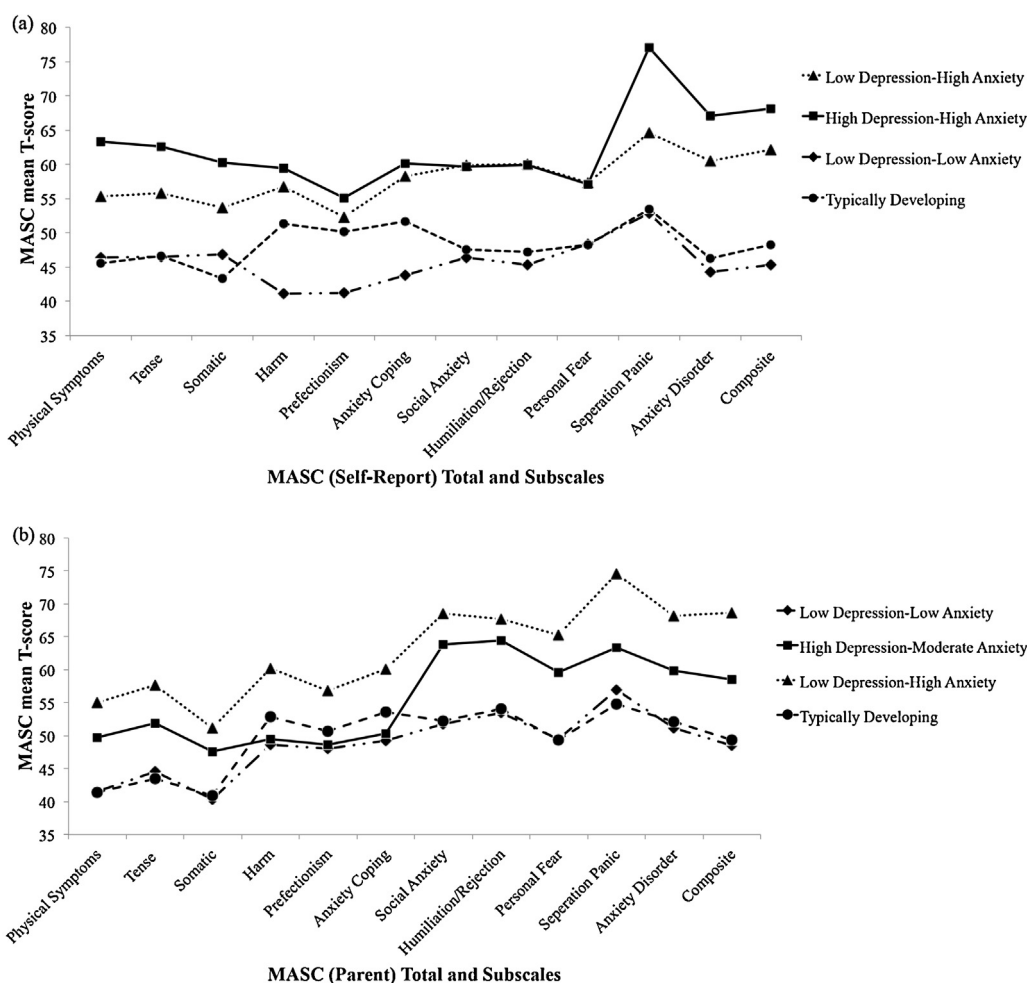 (a)
80
75
70
65
60
55
50
45
40
35
MASC mean T-score
Physical Symptoms
Tense
Somatic
Harm
Prefectionism
Anxiety Coping
Social Anxiety
Humiliation/Rejection
Personal Fear
Seperation Panic
Anxiety Disorder
Composite
MASC (Self-Report) Total and Subscales
Low Depression-High Anxiety
High Depression-High Anxiety
Low Depression-Low Anxiety
Typically Developing
(b)
80
75
70
65
60
55
50
45
40
35
MASC mean T-score
Physical Symptoms
Tense
Somatic
Harm
Prefectionism
Anxiety Coping
Social Anxiety
Humiliation/Rejection
Personal Fear
Seperation Panic
Anxiety Disorder
Composite
MASC (Parent) Total and Subscales
Low Depression-Low Anxiety
High Depression-Moderate Anxiety
Low Depression-High Anxiety
Typically Developing